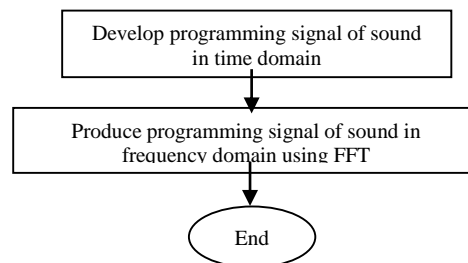 Develop programming signal of sound
in time domain
Produce programming signal of sound in
frequency domain using FFT
End